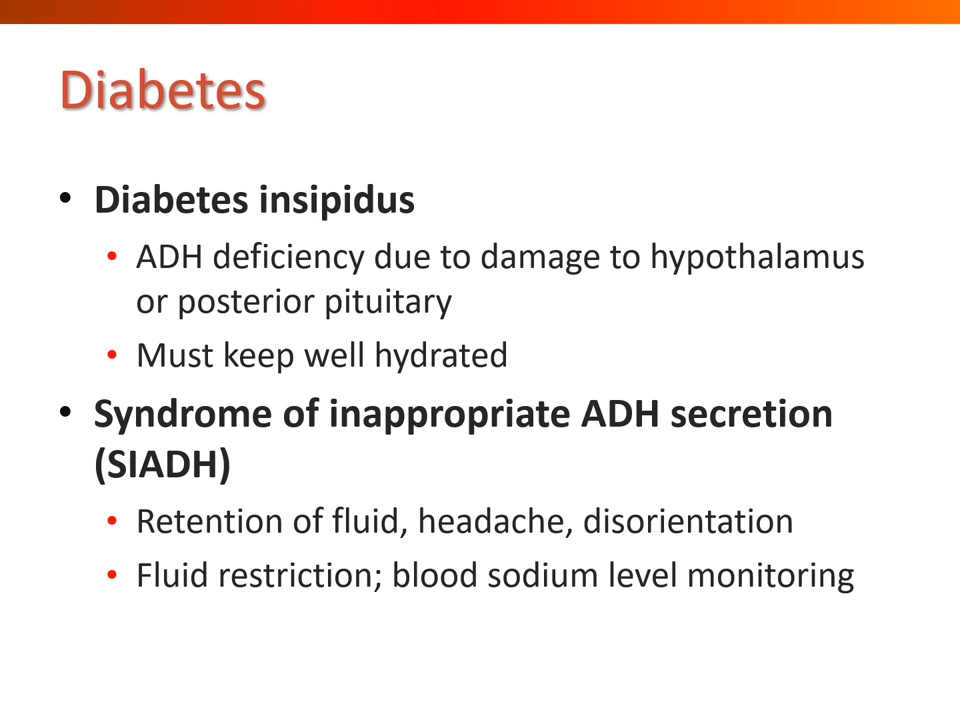 Diabetes
• Diabetes insipidus
• ADH deficiency due to damage to hypothalamus
or posterior pituitary
• Must keep well hydrated
• Syndrome of inappropriate ADH secretion
(SIADH)
• Retention of fluid, headache, disorientation
• Fluid restriction; blood sodium level monitoring